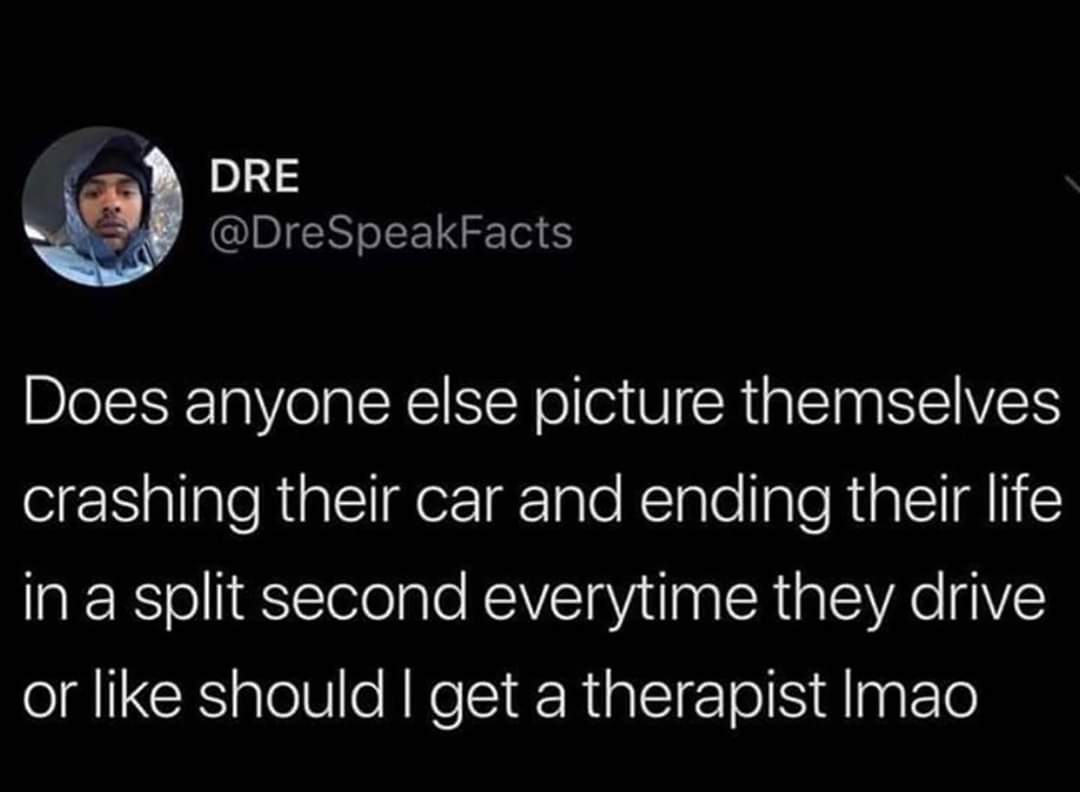 DRE
@DreSpeakFacts
Does anyone else picture themselves
crashing their car and ending their life
in a split second everytime they drive
or like should I get a therapist lmao